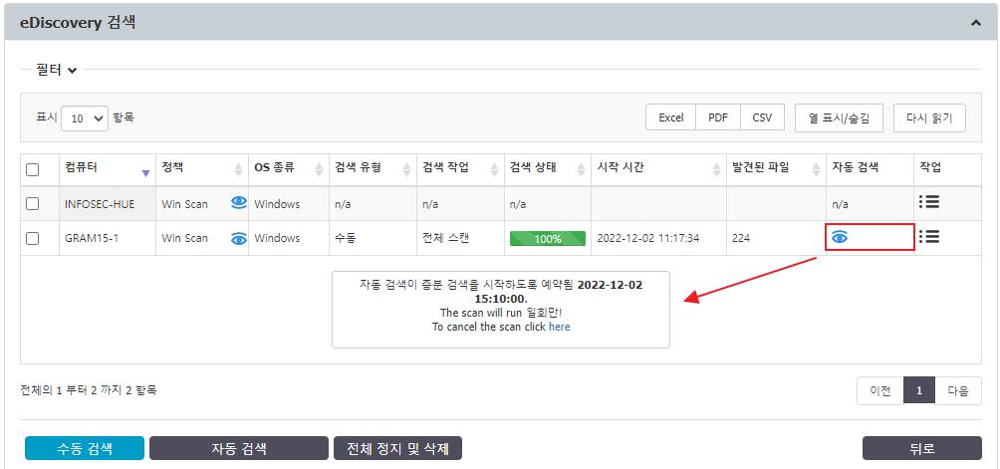 eDiscovery 검색
필터
표시 10 항목 Excel PDF CSV 열 표시/숨김 다시 읽기
컴퓨터 정책 OS 종류 검색 유형 검색 작업 검색 상태 시작 시간 발견된 파일 자동 검색 작업
INFOSEC-HUE Win Scan Windows n/a n/a n/a n/a
GRAM15-1 Win Scan Windows 수동 전체 스캔 100% 2022-12-02 11:17:34 224
자동 검색이 증분 검색을 시작하도록 예약됨 2022-12-02
15:10:00.
The scan will run 일회만!
To cancel the scan click here
전체의 1 부터 2 까지 2 항목 이전 1 다음
수동 검색 자동 검색 전체 정지 및 삭제 뒤로